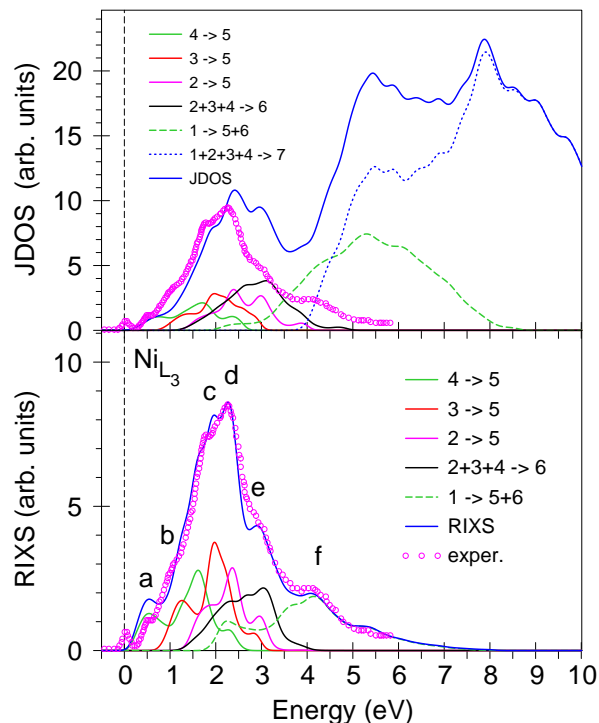 JDOS (arb. units)
20
15
10
5
0
4 -> 5
3 -> 5
2 -> 5
2+3+4 -> 6
1 -> 5+6
1+2+3+4 -> 7
JDOS
RIXS (arb. units)
10
5
0
Ni L3
a
b
c
d
e
f
4 -> 5
3 -> 5
2 -> 5
2+3+4 -> 6
1 -> 5+6
RIXS
exper.
0 1 2 3 4 5 6 7 8 9 10
Energy (eV)